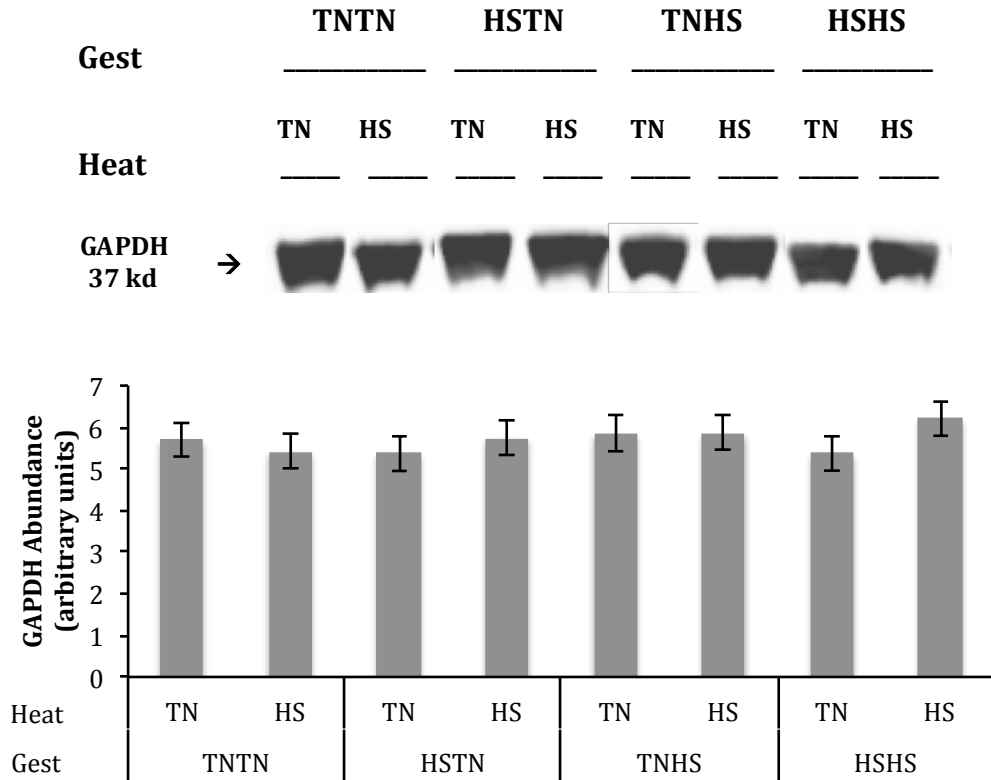 TNTN HSTN TNHS HSHS
Gest
TN HS TN HS TN HS TN HS
Heat
GAPDH
37 kd →
7
6
5
4
3
2
1
0
GAPDH Abundance
(arbitrary units)
Heat TN HS TN HS TN HS TN HS
Gest TNTN HSTN TNHS HSHS